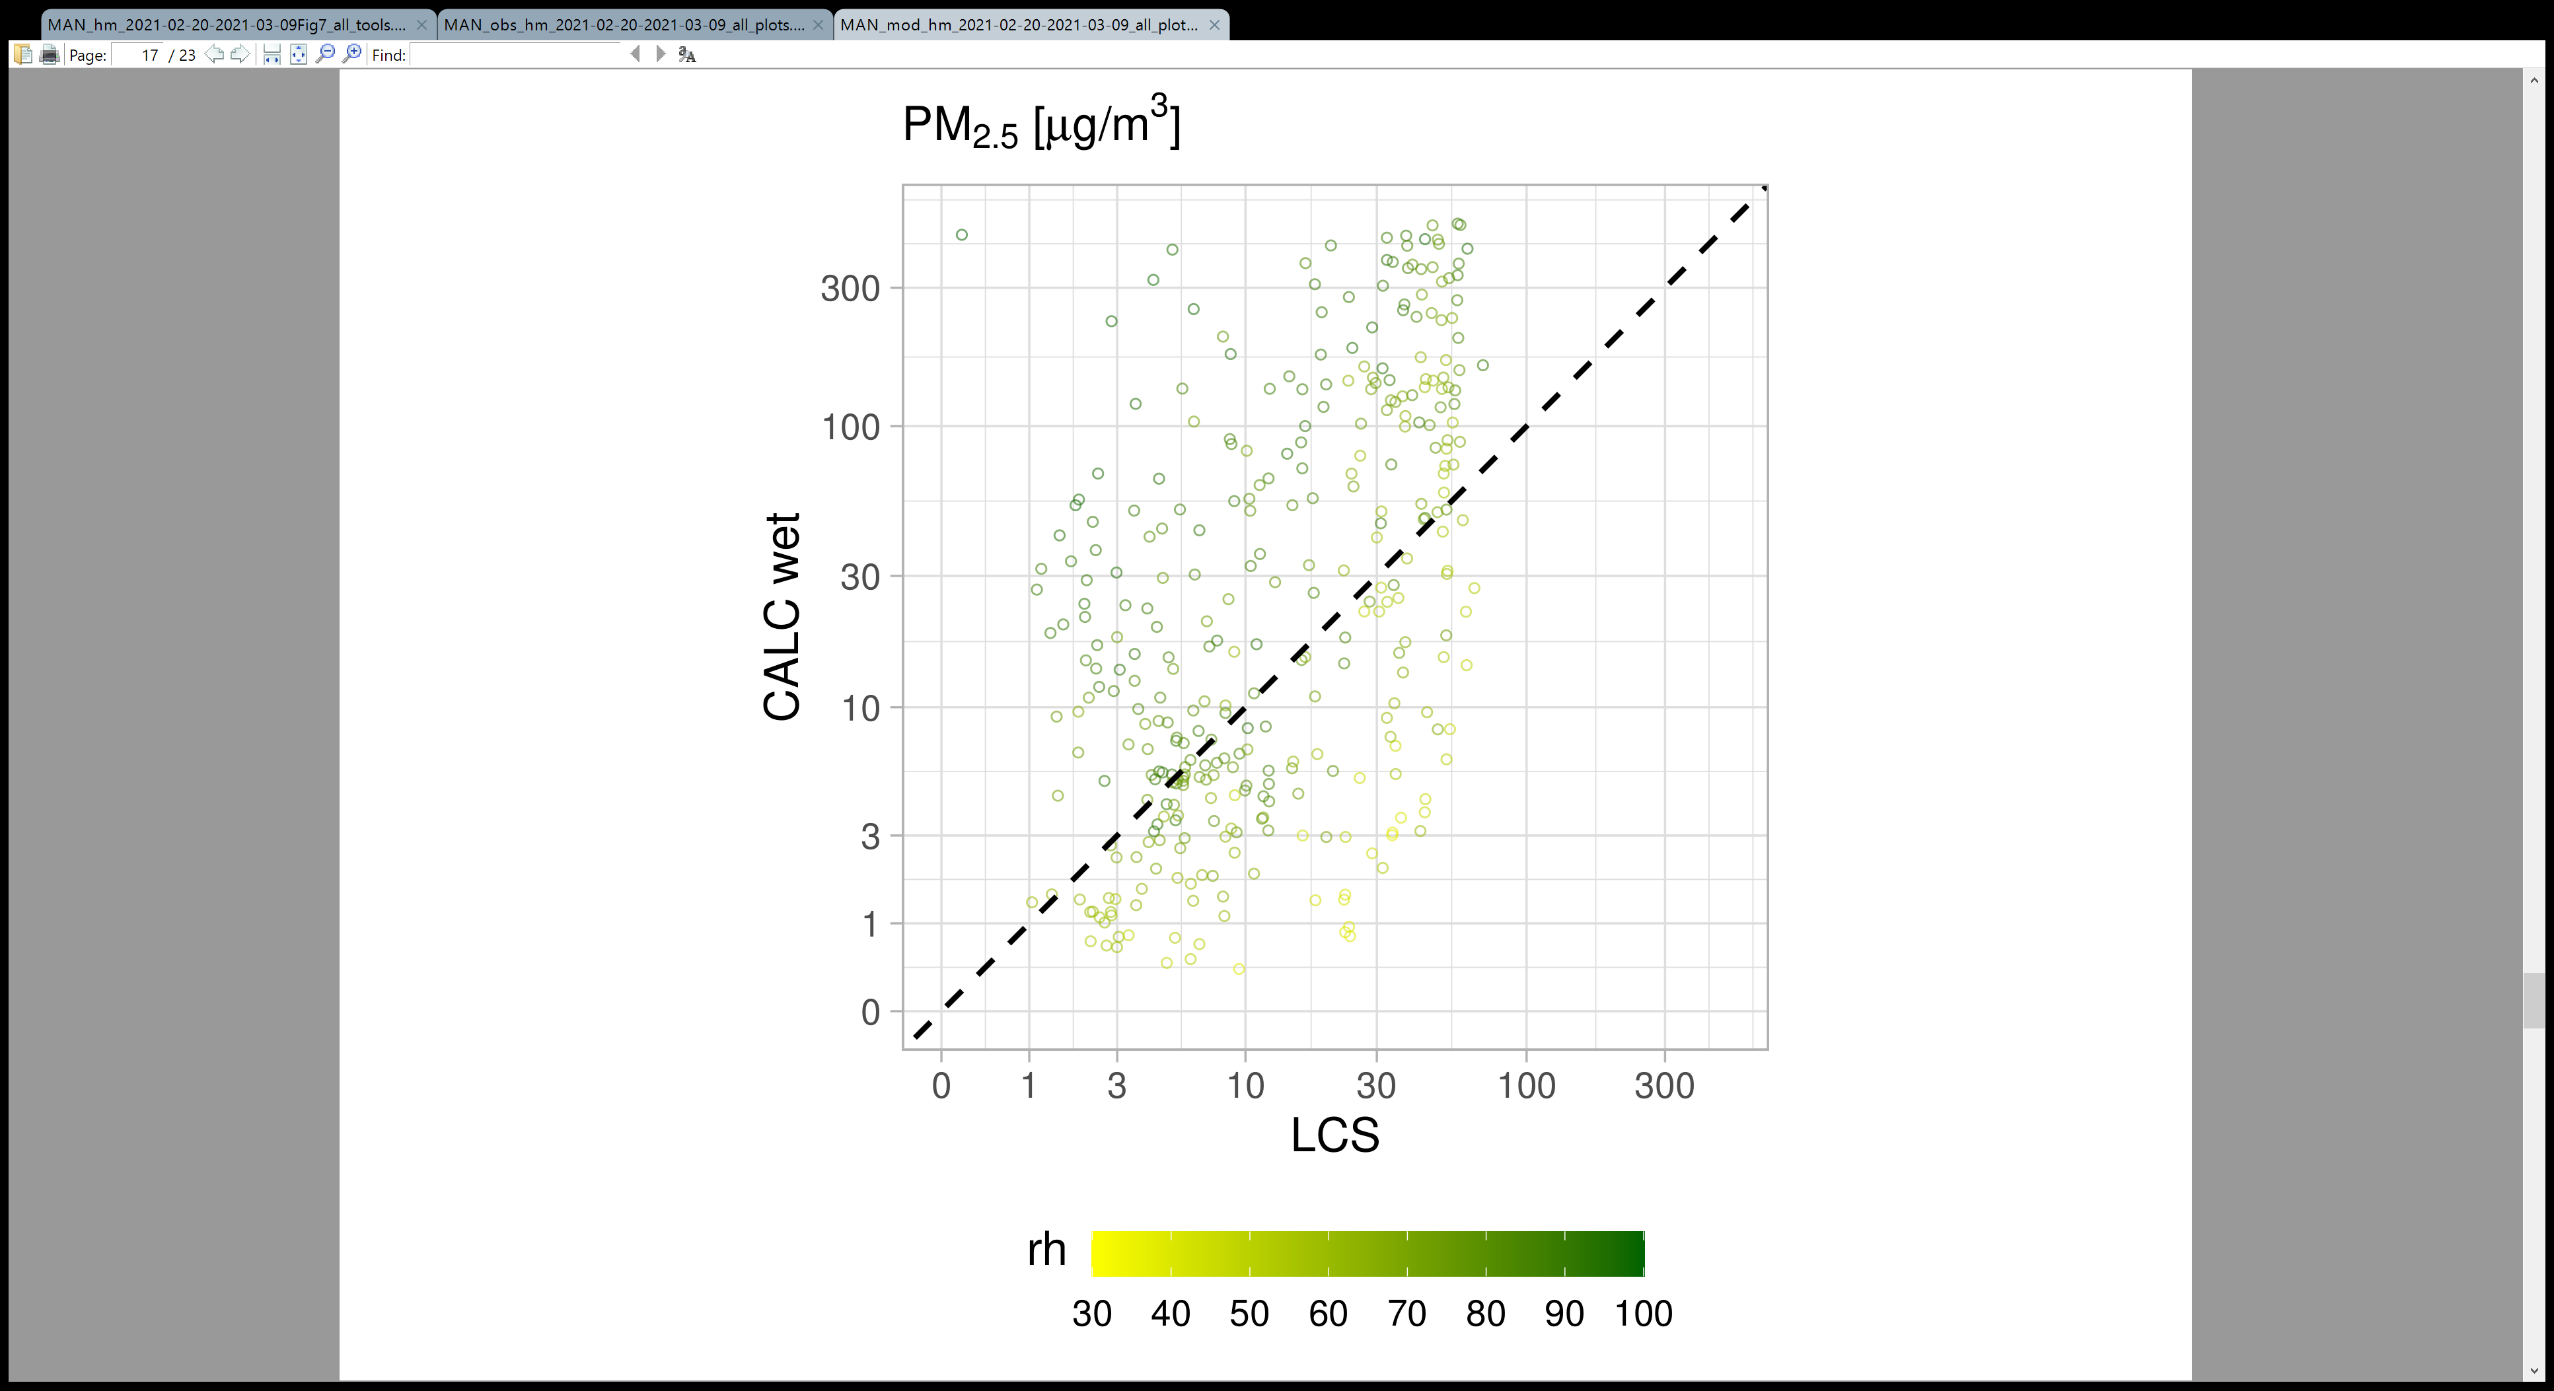 MAN_hm_2021-02-20-2021-03-09Fig7_all_tools....
MAN_obs_hm_2021-02-20-2021-03-09_all_plots....
MAN_mod_hm_2021-02-20-2021-03-09_all_plot...
Page: 17 / 23 Find:
PM2.5 [μg/m3]
300
100
30
10
3
1
0
CALC wet
0 1 3 10 30 100 300
LCS
rh
30 40 50 60 70 80 90 100